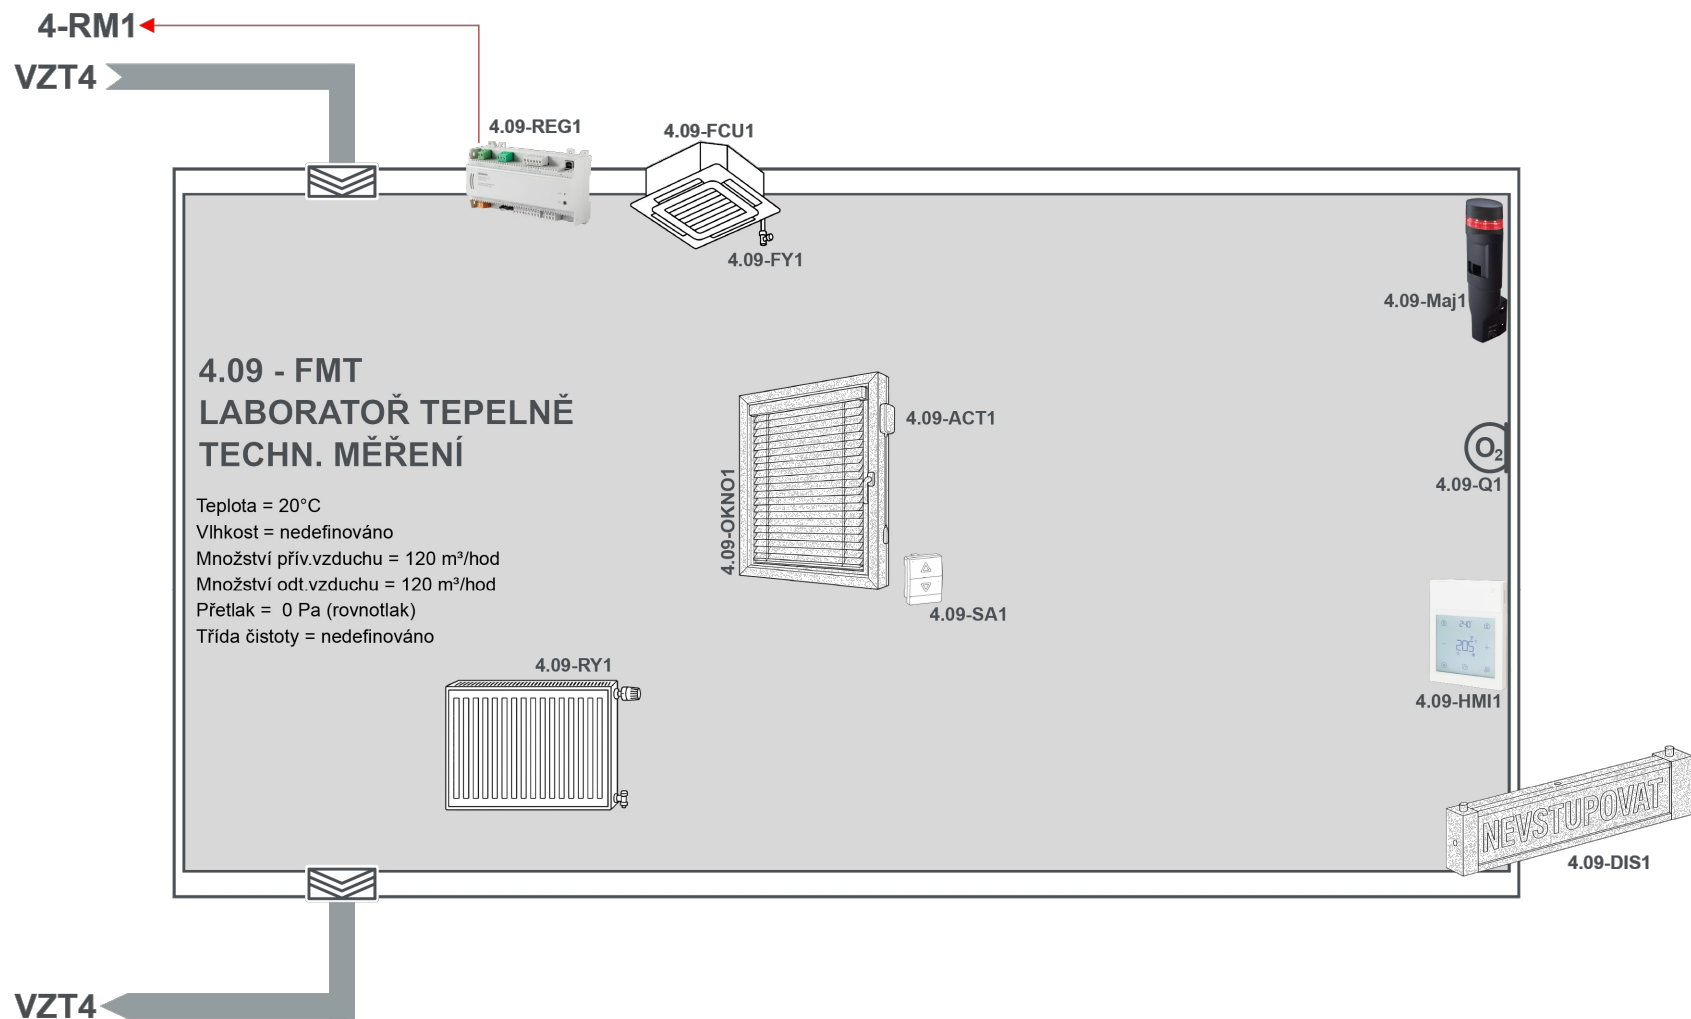 4-RM1
VZT4
4.09-REG1
4.09-FCU1
4.09-FY1
4.09-Maj1
4.09 - FMT
LABORATOŘ TEPELNĚ
TECHN. MĚŘENÍ
4.09-ACT1
O2
4.09-Q1
4.09-OKNO1
Teplota = 20°C
Vlhkost = nedefinováno
Množství přív.vzduchu = 120 m³/hod
Množství odt.vzduchu = 120 m³/hod
Přetlak =  0 Pa (rovnotlak)
Třída čistoty = nedefinováno
4.09-SA1
4.09-RY1
4.09-HMI1
NEVSTUPOVAT
4.09-DIS1
VZT4